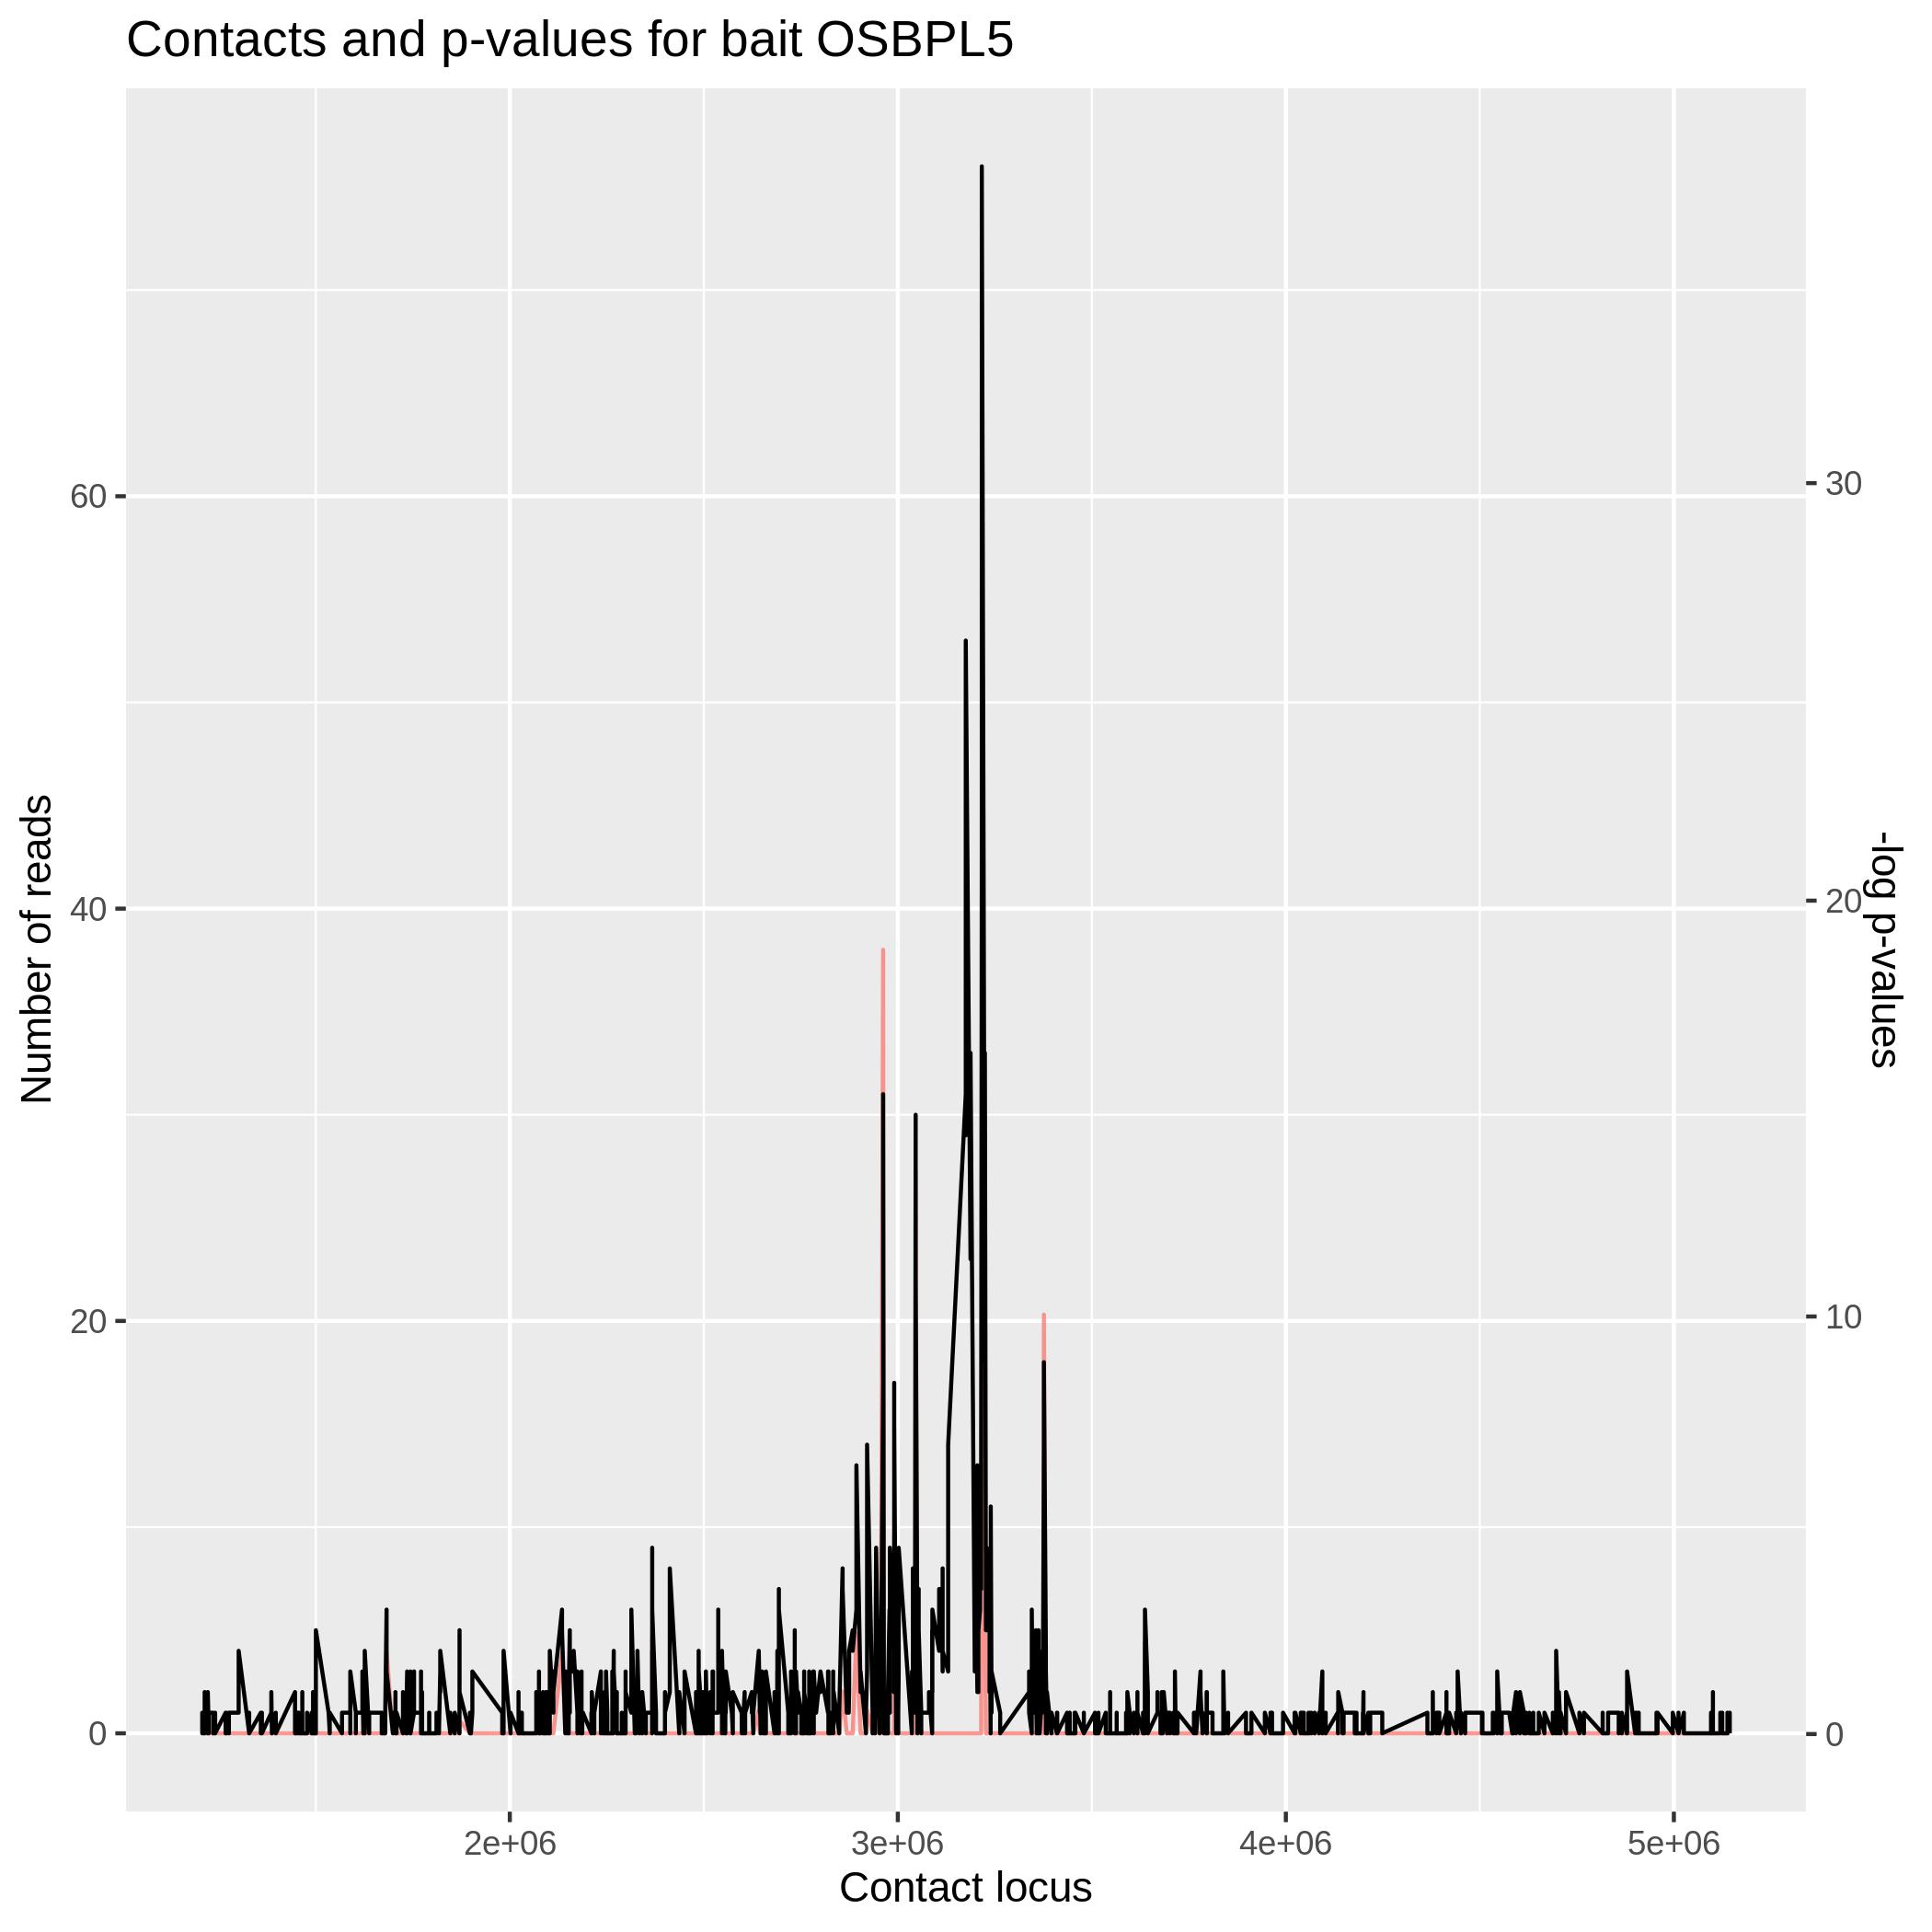 Contacts and p-values for bait OSBPL5
Number of reads
60
40
20
0
30
20
10
0
-log p-values
2e+06
3e+06
4e+06
5e+06
Contact locus